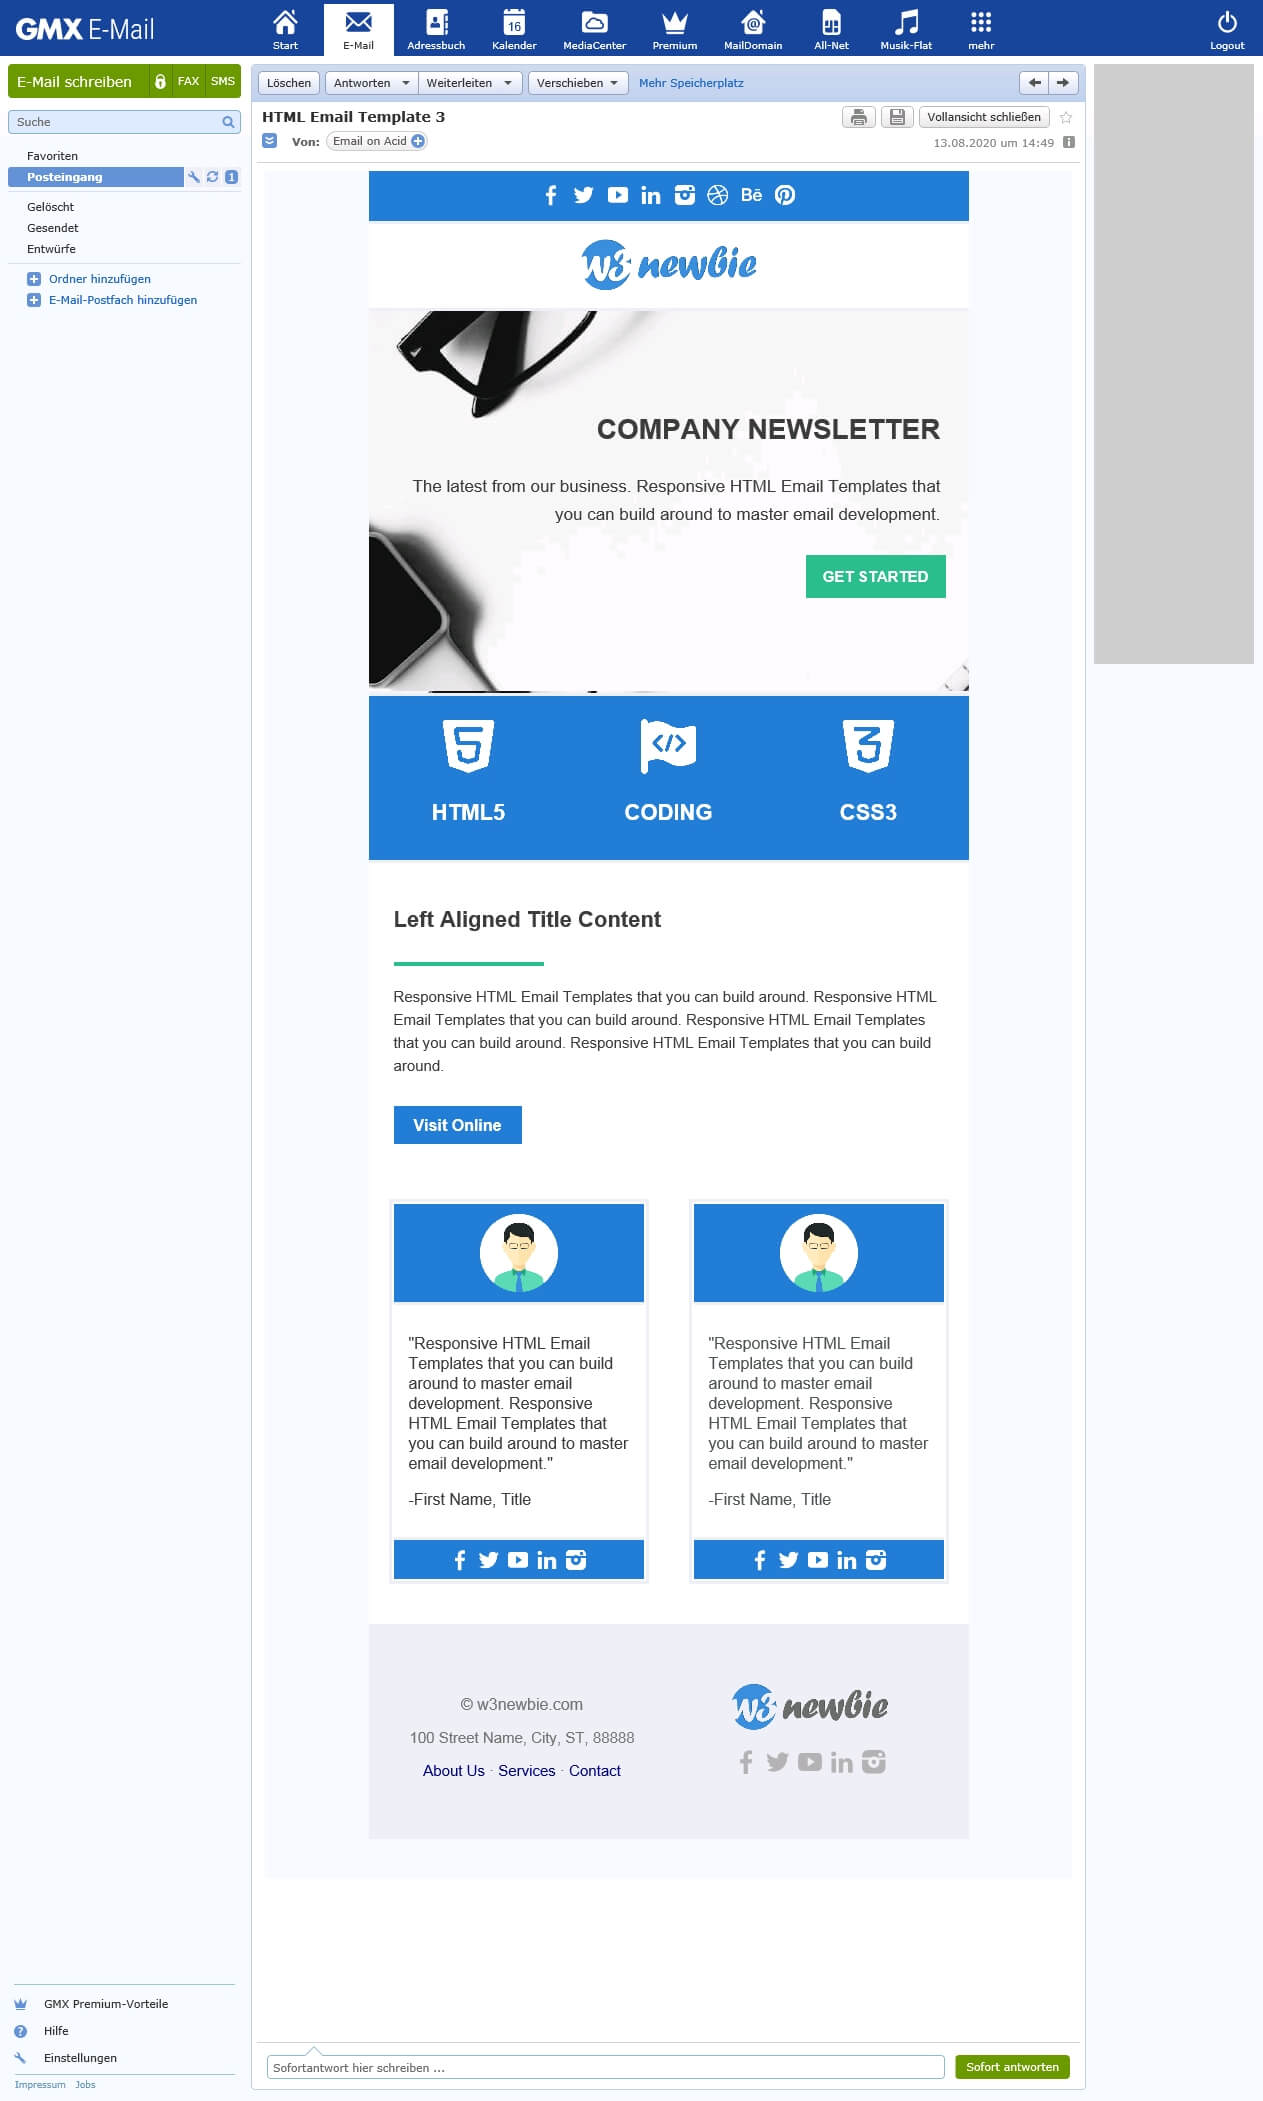 GMX E-Mail
Start
E-Mail
Adressbuch
16
Kalender
MediaCenter
Premium
@
MailDomain
All-Net
Musik-Flat
mehr
Logout
E-Mail schreiben
FAX
SMS
Suche
Favoriten
Posteingang
1
Gelöscht
Gesendet
Entwürfe
Ordner hinzufügen
E-Mail-Postfach hinzufügen
Löschen
Antworten
Weiterleiten
Verschieben
Mehr Speicherplatz
HTML Email Template 3
Vollansicht schließen
Von: Email on Acid
13.08.2020 um 14:49
Bē
w3 newbie
COMPANY NEWSLETTER
The latest from our business. Responsive HTML Email Templates that
you can build around to master email development.
GET STARTED
5
</>
3
HTML5
CODING
CSS3
Left Aligned Title Content
Responsive HTML Email Templates that you can build around. Responsive HTML
Email Templates that you can build around. Responsive HTML Email Templates
that you can build around. Responsive HTML Email Templates that you can build
around.
Visit Online
"Responsive HTML Email
Templates that you can build
around to master email
development. Responsive
HTML Email Templates that
you can build around to master
email development."
-First Name, Title
"Responsive HTML Email
Templates that you can build
around to master email
development. Responsive
HTML Email Templates that
you can build around to master
email development."
-First Name, Title
© w3newbie.com
100 Street Name, City, ST, 88888
About Us · Services · Contact
w3 newbie
GMX Premium-Vorteile
Hilfe
Einstellungen
Impressum Jobs
Sofortantwort hier schreiben ...
Sofort antworten